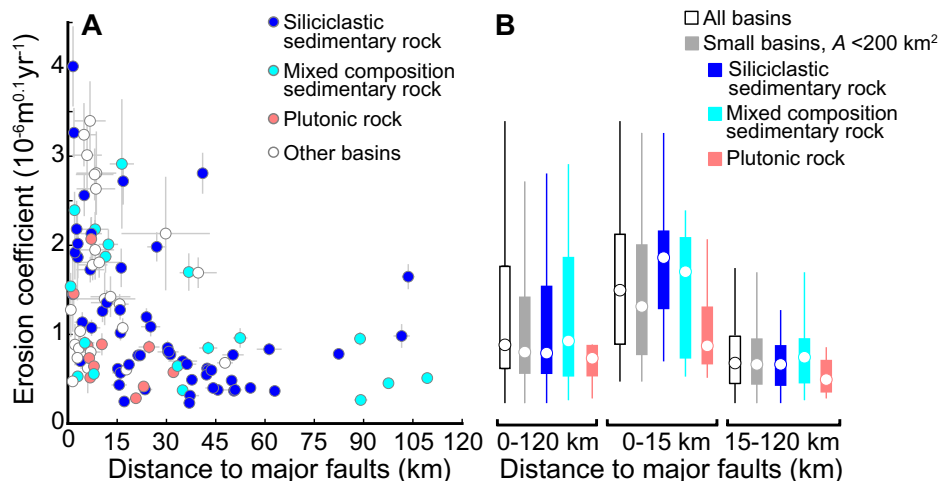 A
Siliciclastic
sedimentary rock
Mixed composition
sedimentary rock
Plutonic rock
Other basins
Erosion coefficient (10⁻⁶m⁰·¹yr⁻¹)
4
3
2
1
0
0 15 30 45 60 75 90 105 120
Distance to major faults (km)
B
All basins
Small basins, A <200 km²
Siliciclastic
sedimentary rock
Mixed composition
sedimentary rock
Plutonic rock
0-120 km
0-15 km
15-120 km
Distance to major faults (km)